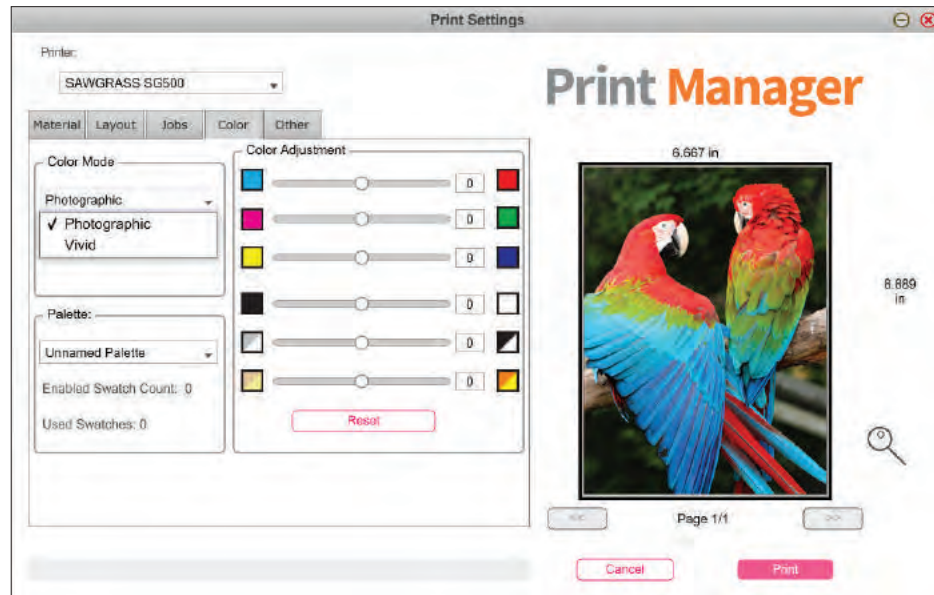 Print Settings
Printer:
SAWGRASS SG500
Print Manager
Material Layout Jobs Color Other
Color Mode
Photographic
✓ Photographic
Vivid
Color Adjustment
0
0
0
0
0
0
Reset
Palette:
Unnamed Palette
Enabled Swatch Count: 0
Used Swatches: 0
6.667 in
8.889
in
<< Page 1/1 >>
Cancel
Print